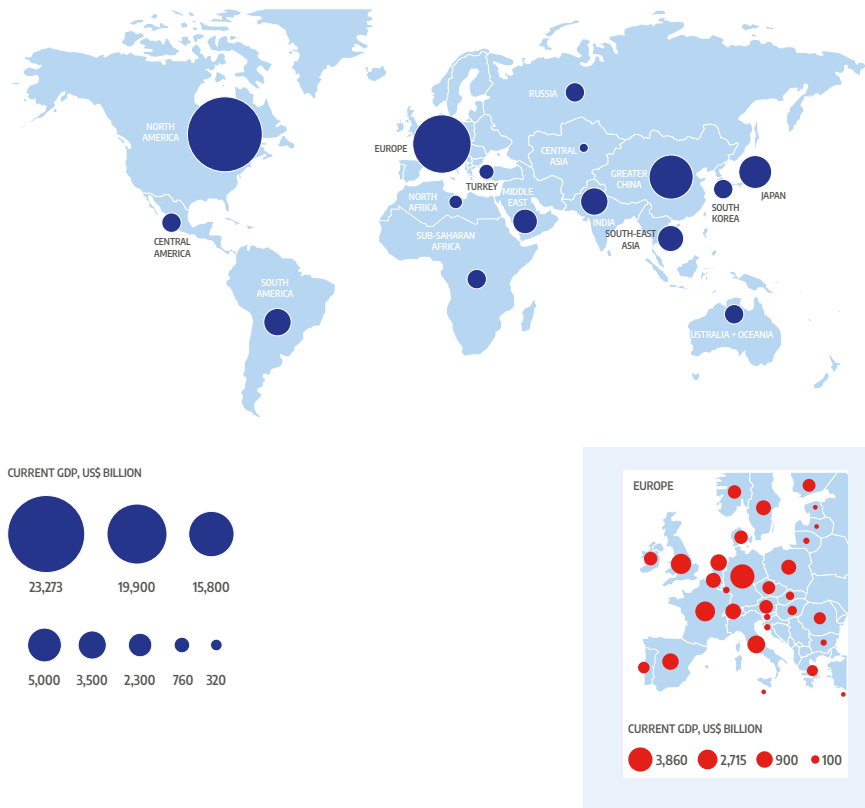 RUSSIA
NORTH
AMERICA
EUROPE
CENTRAL
ASIA
GREATER
CHINA
TURKEY
MIDDLE
EAST
NORTH
AFRICA
JAPAN
SOUTH
KOREA
INDIA
SOUTH-EAST
ASIA
SUB-SAHARAN
AFRICA
CENTRAL
AMERICA
SOUTH
AMERICA
USTRALIA + OCEANIA
CURRENT GDP, US$ BILLION
23,273 19,900 15,800
5,000 3,500 2,300 760 320
EUROPE
CURRENT GDP, US$ BILLION
3,860 2,715 900 100